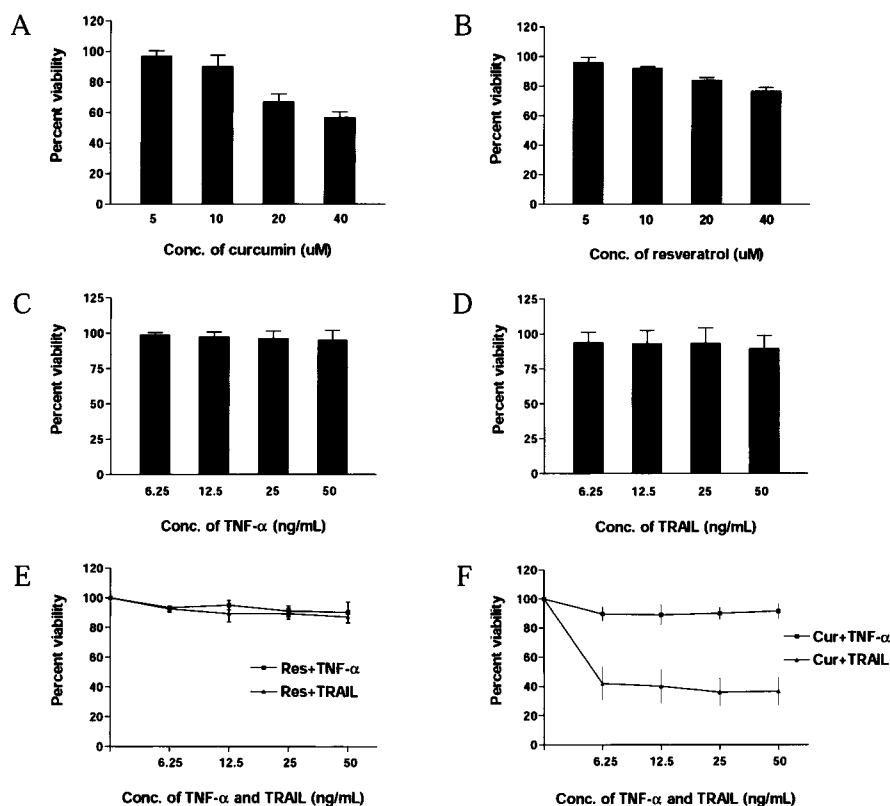 A
Percent viability
120
100
80
60
40
20
0
5 10 20 40
Conc. of curcumin (uM)
B
Percent viability
120
100
80
60
40
20
0
5 10 20 40
Conc. of resveratrol (uM)
C
Percent viability
125
100
75
50
25
0
6.25 12.5 25 50
Conc. of TNF-α (ng/mL)
D
Percent viability
125
100
75
50
25
0
6.25 12.5 25 50
Conc. of TRAIL (ng/mL)
E
Percent viability
120
100
80
60
40
20
0
Res+TNF-α
Res+TRAIL
6.25 12.5 25 50
Conc. of TNF-α and TRAIL (ng/mL)
F
Percent viability
120
100
80
60
40
20
0
Cur+TNF-α
Cur+TRAIL
6.25 12.5 25 50
Conc. of TNF-α and TRAIL (ng/mL)